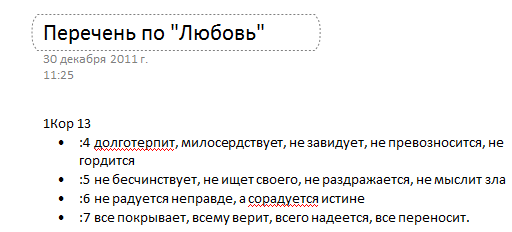 Перечень по "Любовь"
30 декабря 2011 г.
11:25
1Кор 13
• :4 долготерпит, милосердствует, не завидует, не превозносится, не
гордится
• :5 не бесчинствует, не ищет своего, не раздражается, не мыслит зла
• :6 не радуется неправде, а сорадуется истине
• :7 все покрывает, всему верит, всего надеется, все переносит.